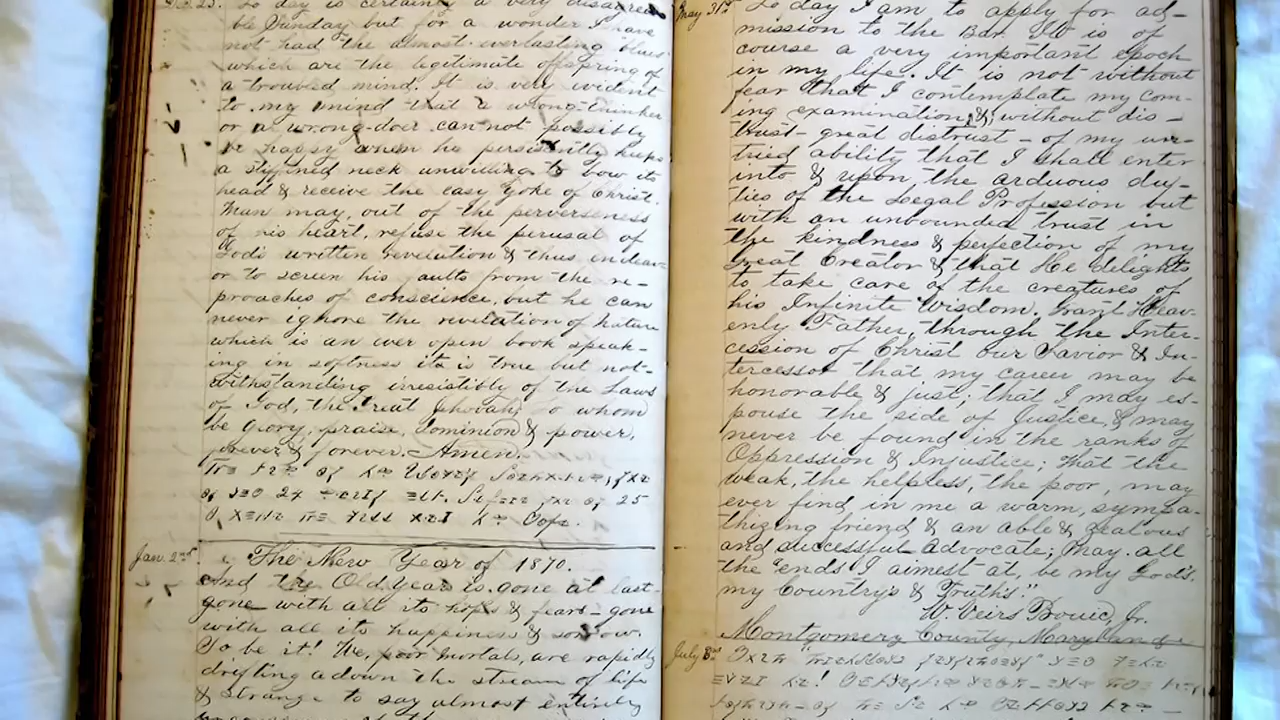 To day is certainly a very disagreea-
ble Sunday but for a wonder I have
not had the almost everlasting blues
which are the legitimate offspring of
a troubled mind. It is very evident
to my mind that a wrong-thinker
or a wrong-doer cannot possibly
be happy when he persistently keeps
a stiffned neck unwilling to bow its
head & receive the easy yoke of Christ.
Man may, out of the perverseness
of his heart, refuse the perusal of
God's written revelation & thus endeav-
or to screen his faults from the re-
proaches of conscience, but he can
never ignore the revelation of Nature
which is an ever open book speak-
ing in softness it is true but not-
withstanding irresistibly of the Laws
of God, the Great Jehovah, to whom
be Glory, praise, dominion & power,
forever & forever. Amen.
25
Jan. 2nd. The New Year of 1870.
And the Old Year is gone at last-
gone with all its hopes & fears - gone
with all its happiness & sorrow.
So be it! We, poor mortals, are rapidly
drifting adown the stream of life
& strange to say almost entirely
May 31st To day I am to apply for ad-
mission to the Bar. It is of
course a very important Epoch
in my life. It is not without
fear that I contemplate my com-
ing examination; & without dis-
trust - great distrust - of my un-
tried ability that I shall enter
into & upon the arduous du-
ties of the Legal Profession but
with an unbounded trust in
the kindness & perfection of my
Great Creator & that He delights
to take care of the creatures of
his Infinite Wisdom. Grant Heav-
enly Father, through the Inter-
cession of Christ our Savior & In-
tercessor that my career may be
honorable & just; that I may es-
pouse the side of Justice, & may
never be found in the ranks of
Oppression & Injustice; that the
weak, the helpless, the poor, may
ever find in me a warm, sympa-
thizing friend & an able & zealous
and successful Advocate; May all
the "ends I aimest at, be my God's,
my Country's & Truth's."
W. Veirs Bouic, Jr.
Montgomery County, Maryland
July 3rd